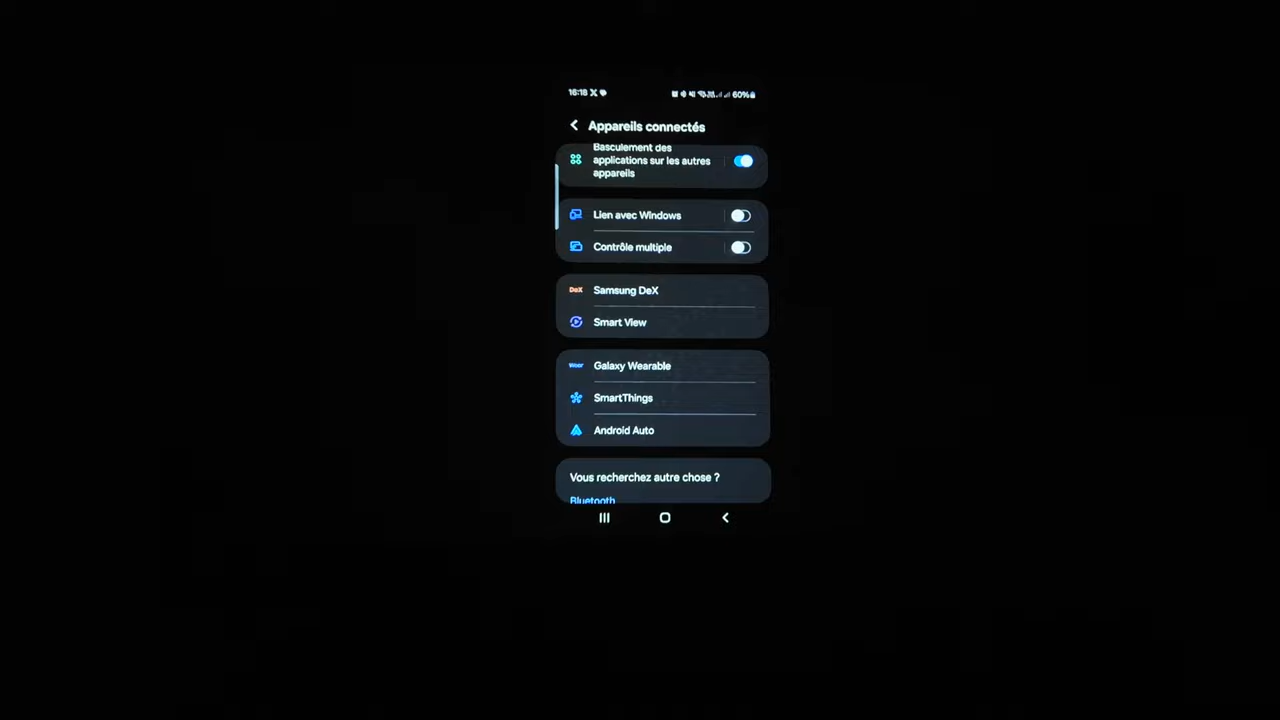 16:18
60%
Appareils connectés
Basculement des
applications sur les autres
appareils
Lien avec Windows
Contrôle multiple
DeX Samsung DeX
Smart View
Wear Galaxy Wearable
SmartThings
Android Auto
Vous recherchez autre chose ?
Bluetooth